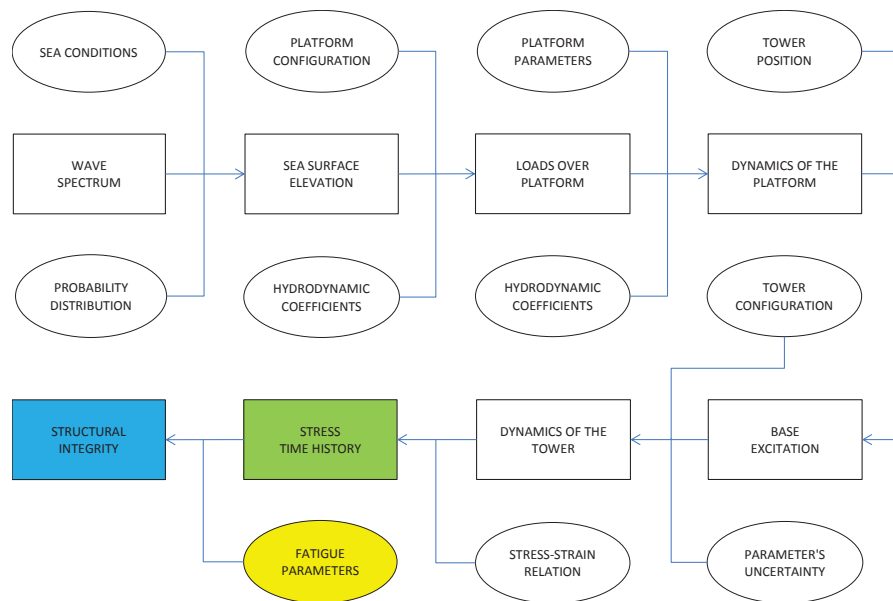 SEA CONDITIONS
PLATFORM
CONFIGURATION
PLATFORM
PARAMETERS
TOWER
POSITION
WAVE
SPECTRUM
SEA SURFACE
ELEVATION
LOADS OVER
PLATFORM
DYNAMICS OF THE
PLATFORM
PROBABILITY
DISTRIBUTION
HYDRODYNAMIC
COEFFICIENTS
HYDRODYNAMIC
COEFFICIENTS
TOWER
CONFIGURATION
STRUCTURAL
INTEGRITY
STRESS
TIME HISTORY
DYNAMICS OF THE
TOWER
BASE
EXCITATION
FATIGUE
PARAMETERS
STRESS-STRAIN
RELATION
PARAMETER'S
UNCERTAINTY